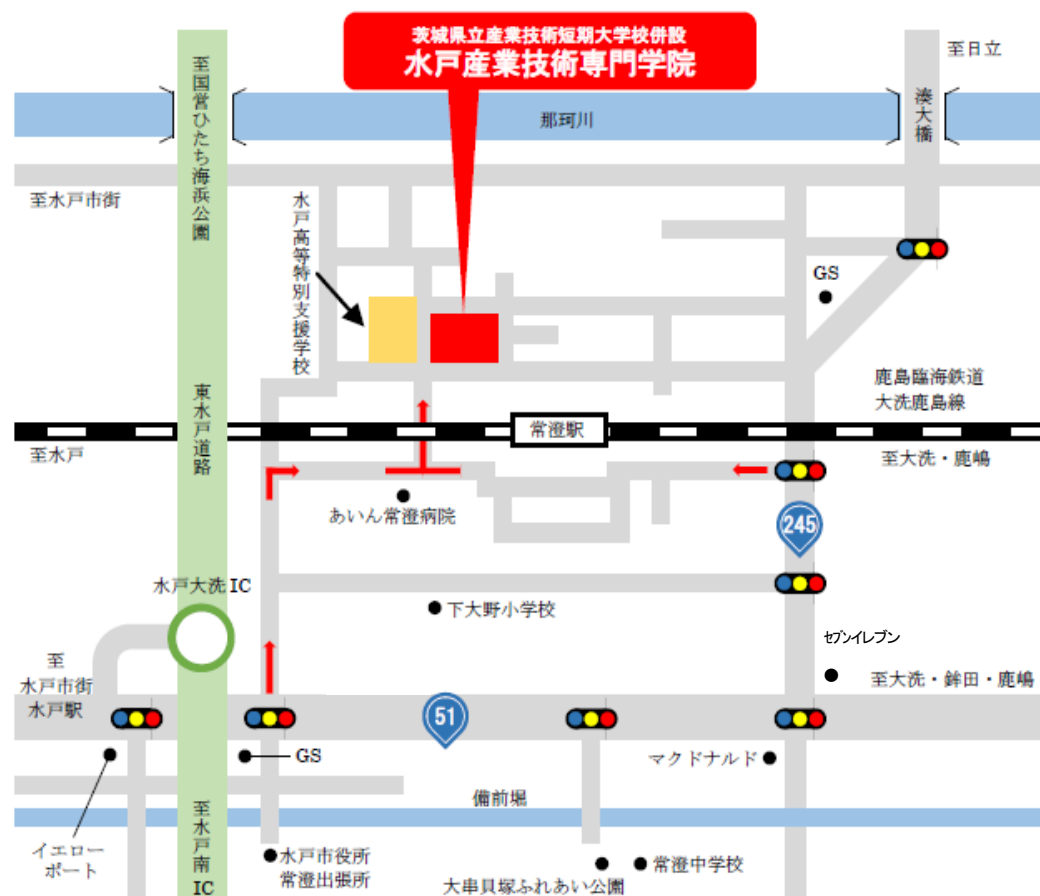 茨城県立産業技術短期大学校併設
水戸産業技術専門学院
至日立
至国営ひたち海浜公園
那珂川
湊大橋
至水戸市街
水戸高等特別支援学校
GS
東水戸道路
鹿島臨海鉄道
大洗鹿島線
常澄駅
至水戸
至大洗・鹿嶋
あいん常澄病院
245
水戸大洗IC
下大野小学校
セブンイレブン
至
水戸市街
水戸駅
至大洗・鉾田・鹿嶋
51
GS
マクドナルド
備前堀
至水戸南IC
イエロー
ポート
水戸市役所
常澄出張所
常澄中学校
大串貝塚ふれあい公園